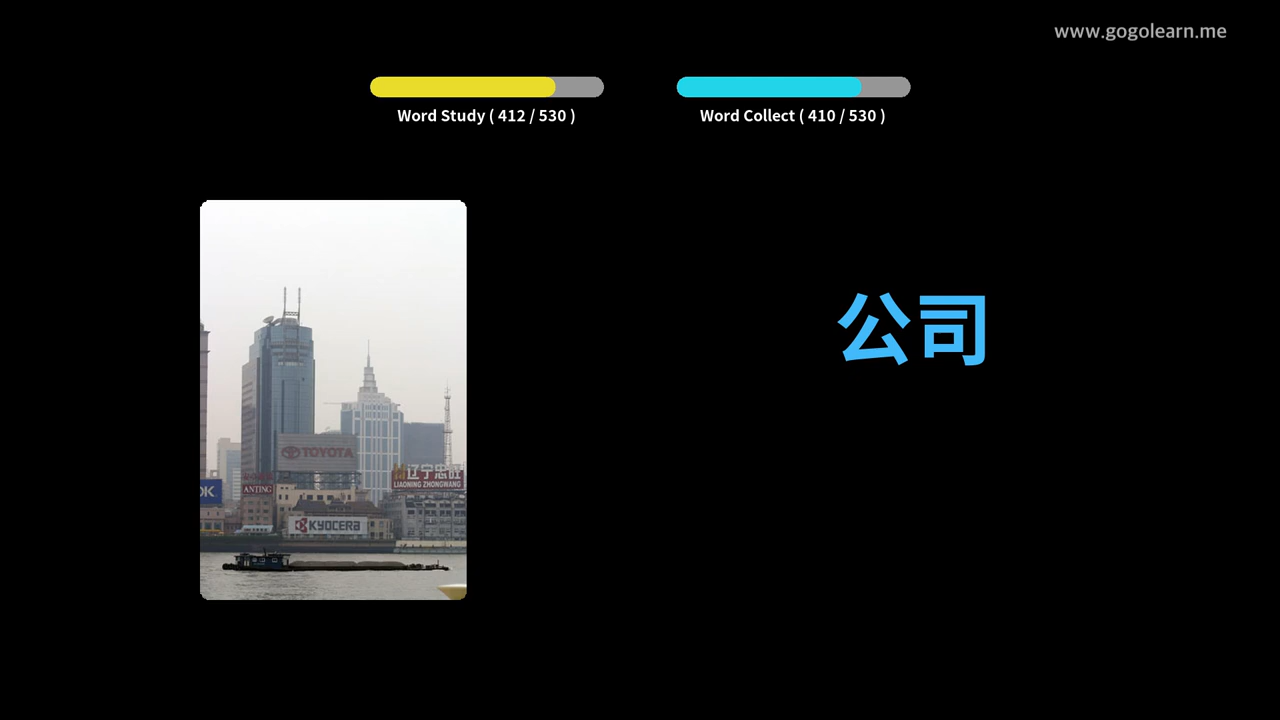 www.gogolearn.me
Word Study ( 412 / 530 )
Word Collect ( 410 / 530 )
公司
TOYOTA
辽宁忠旺
LIAONING ZHONGWANG
ANTING
OK
KYOCERA